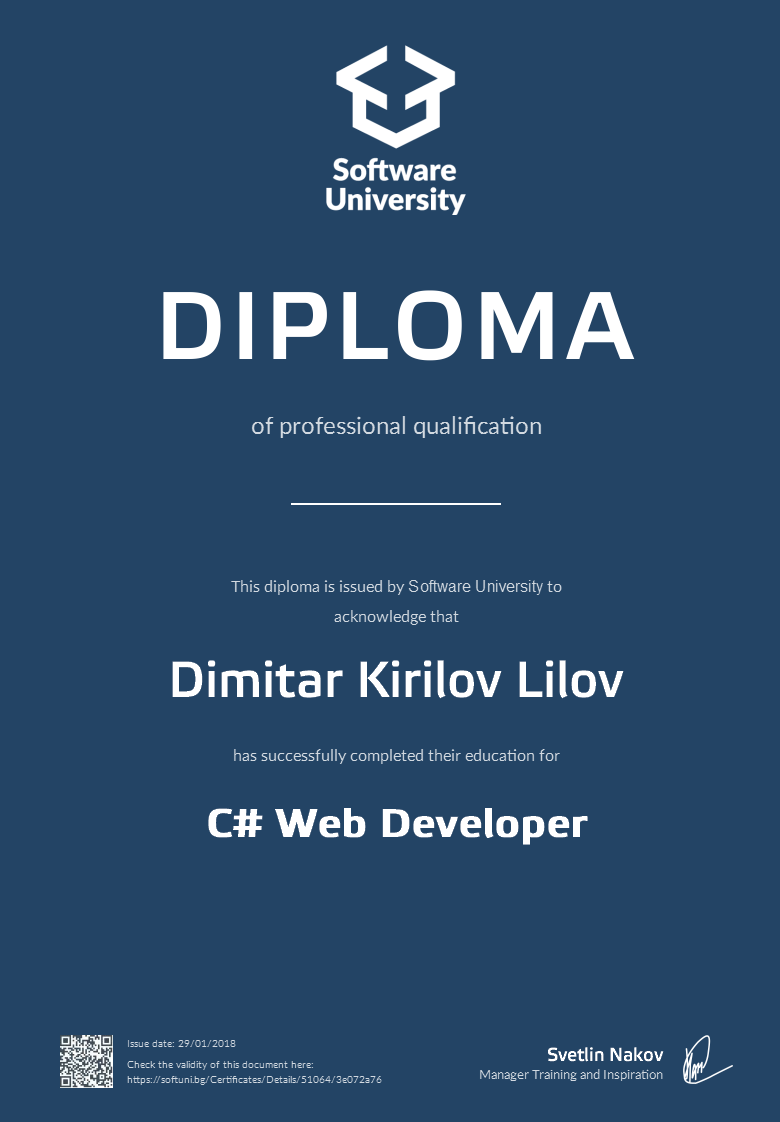 Software
University
DIPLOMA
of professional qualification
This diploma is issued by Software University to
acknowledge that
Dimitar Kirilov Lilov
has successfully completed their education for
C# Web Developer
Issue date: 29/01/2018
Check the validity of this document here:
https://softuni.bg/Certificates/Details/51064/3e072a76
Svetlin Nakov
Manager Training and Inspiration